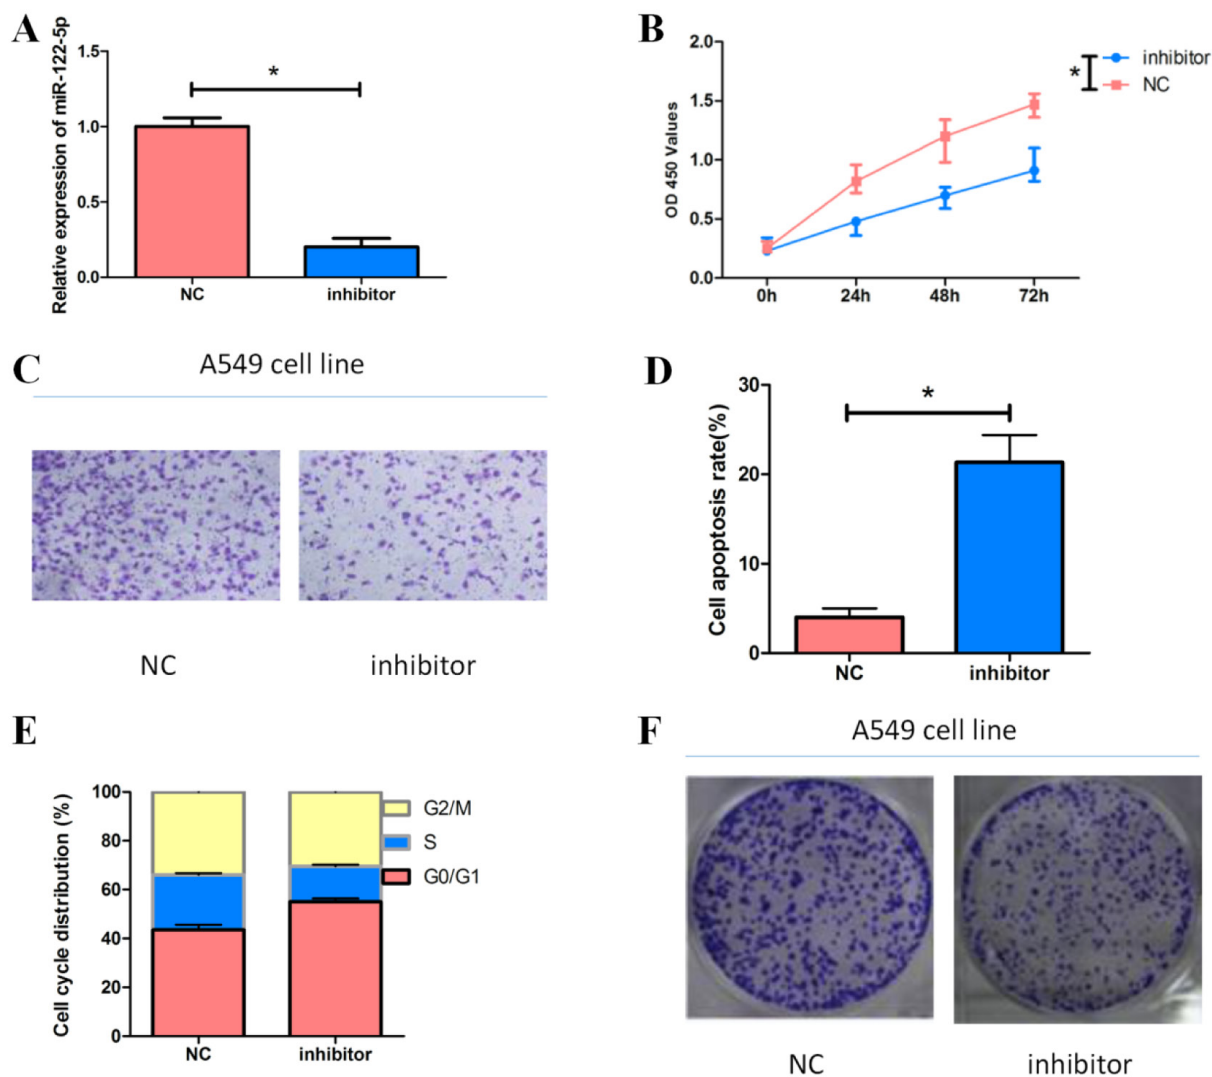 A
Relative expression of miR-122-5p
1.5
1.0
0.5
0.0
*
NC
inhibitor
B
OD 450 Values
2.0
1.5
1.0
0.5
0.0
0h
24h
48h
72h
*
inhibitor
NC
C
A549 cell line
NC
inhibitor
D
Cell apoptosis rate(%)
30
20
10
0
*
NC
inhibitor
E
Cell cycle distribution (%)
100
80
60
40
20
0
NC
inhibitor
G2/M
S
G0/G1
F
A549 cell line
NC
inhibitor